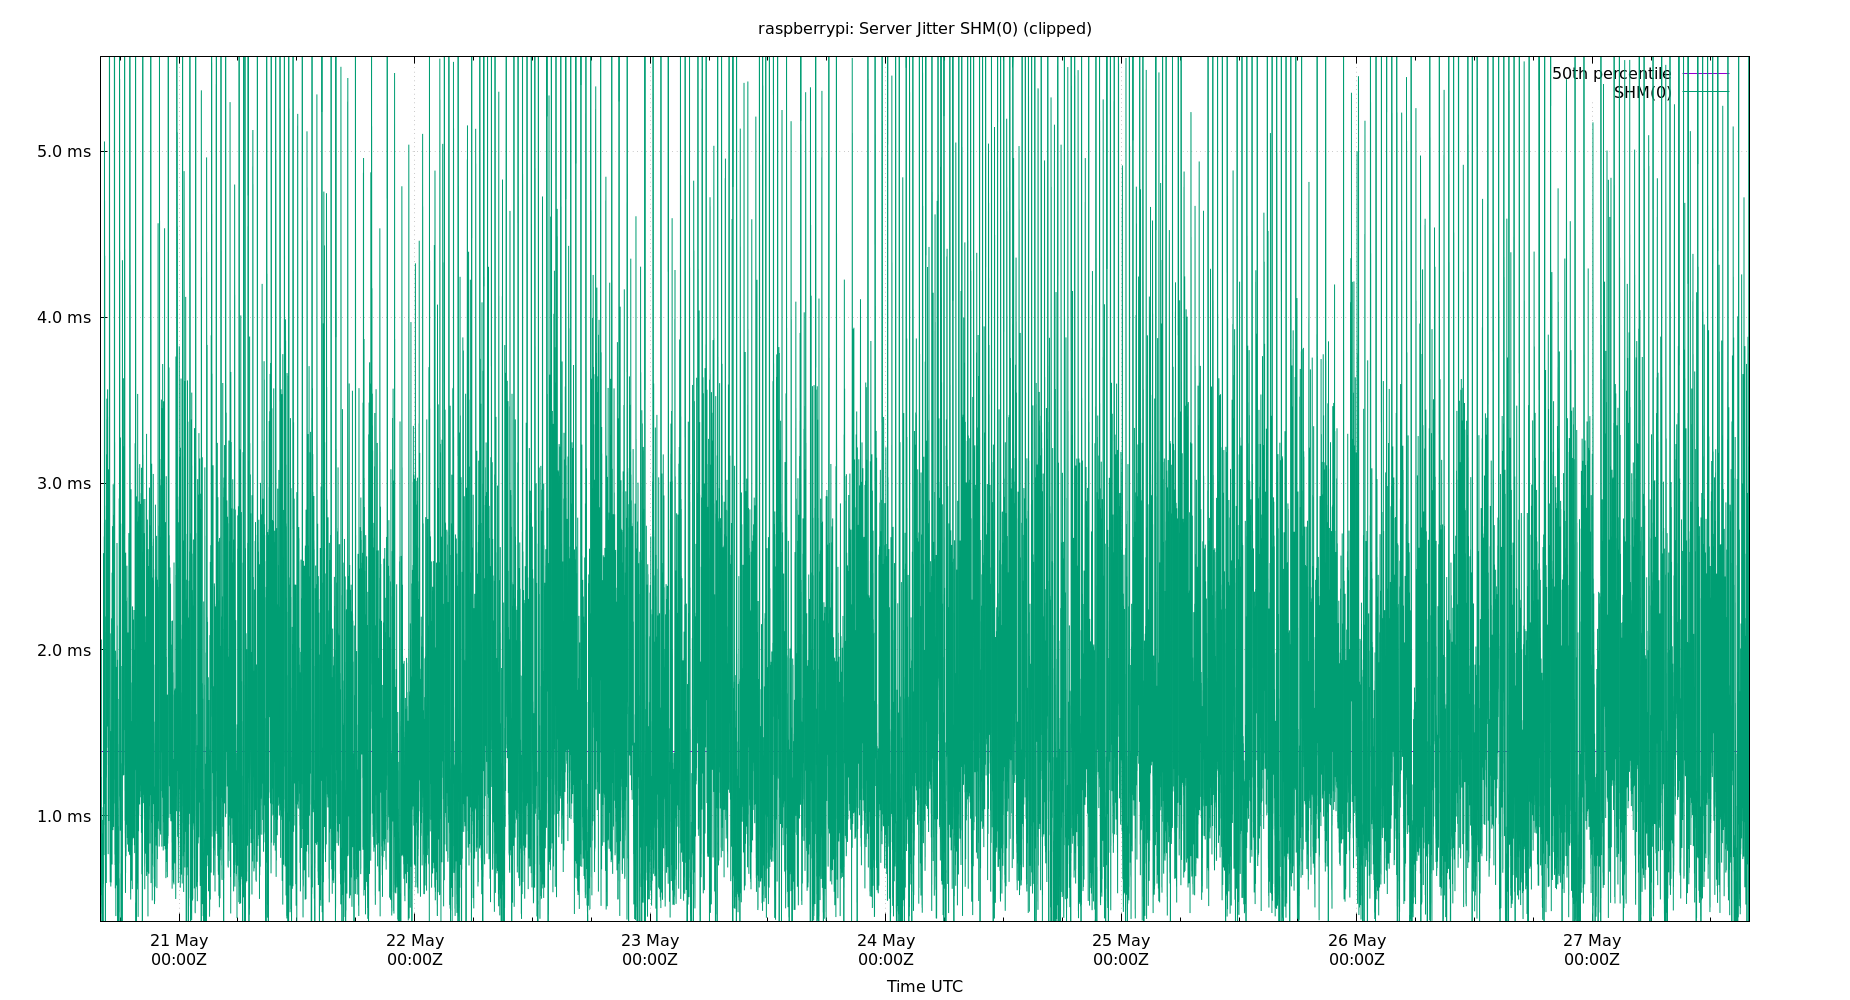 raspberrypi: Server Jitter SHM(0) (clipped)
50th percentile
SHM(0)
5.0 ms
4.0 ms
3.0 ms
2.0 ms
1.0 ms
21 May 22 May 23 May 24 May 25 May 26 May 27 May
00:00Z 00:00Z 00:00Z 00:00Z 00:00Z 00:00Z 00:00Z
Time UTC